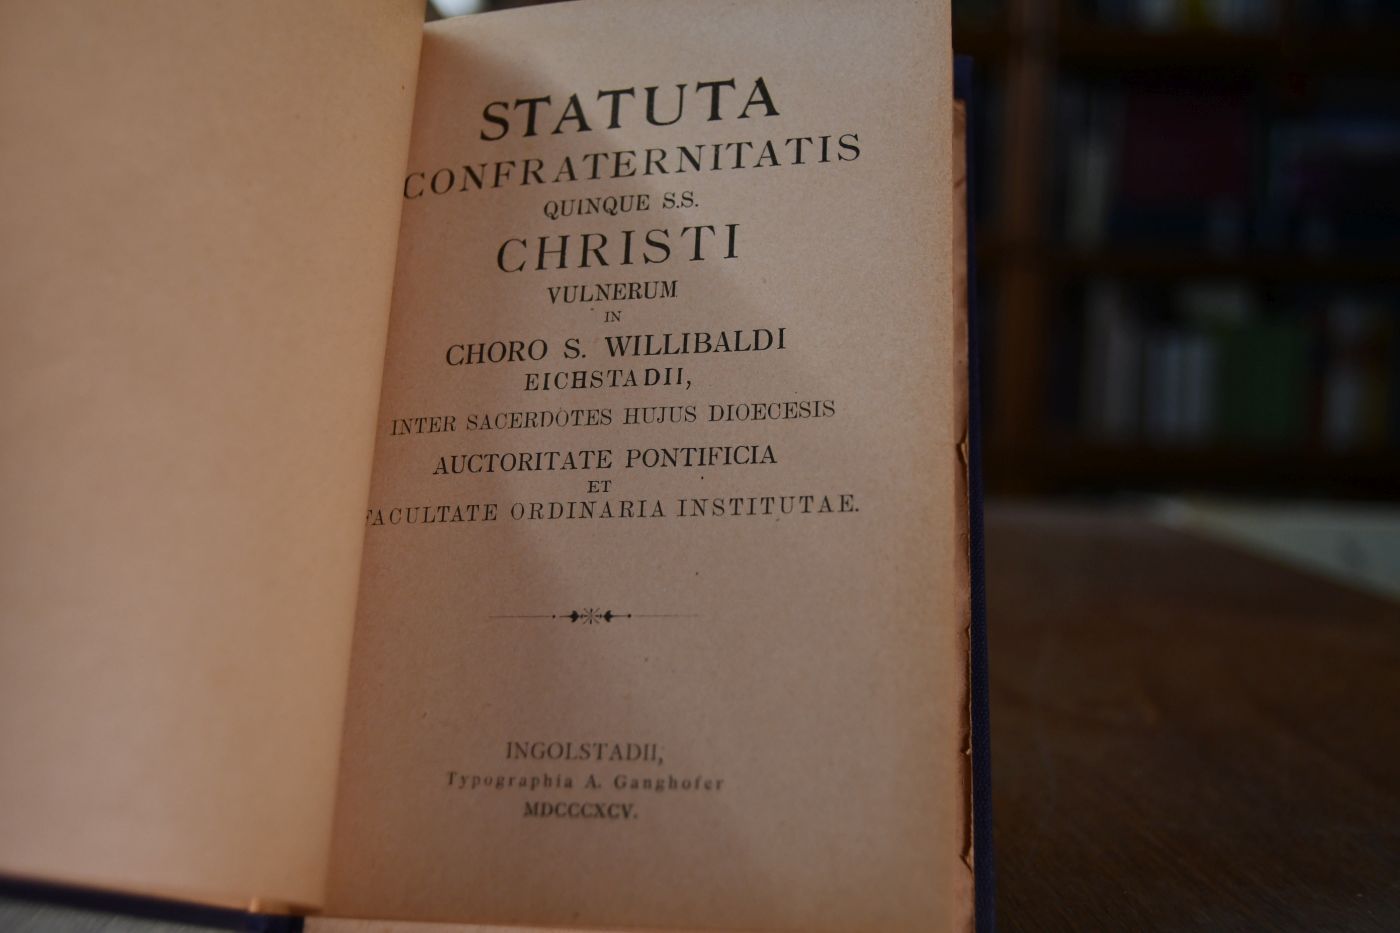 STATUTA
CONFRATERNITATIS
QUINQUE S.S.
CHRISTI
VULNERUM
IN
CHORO S. WILLIBALDI
EICHSTADII,
INTER SACERDOTES HUJUS DIOECESIS
AUCTORITATE PONTIFICIA
ET
FACULTATE ORDINARIA INSTITUTAE.
INGOLSTADII,
Typographia A. Ganghofer
MDCCCXCV.